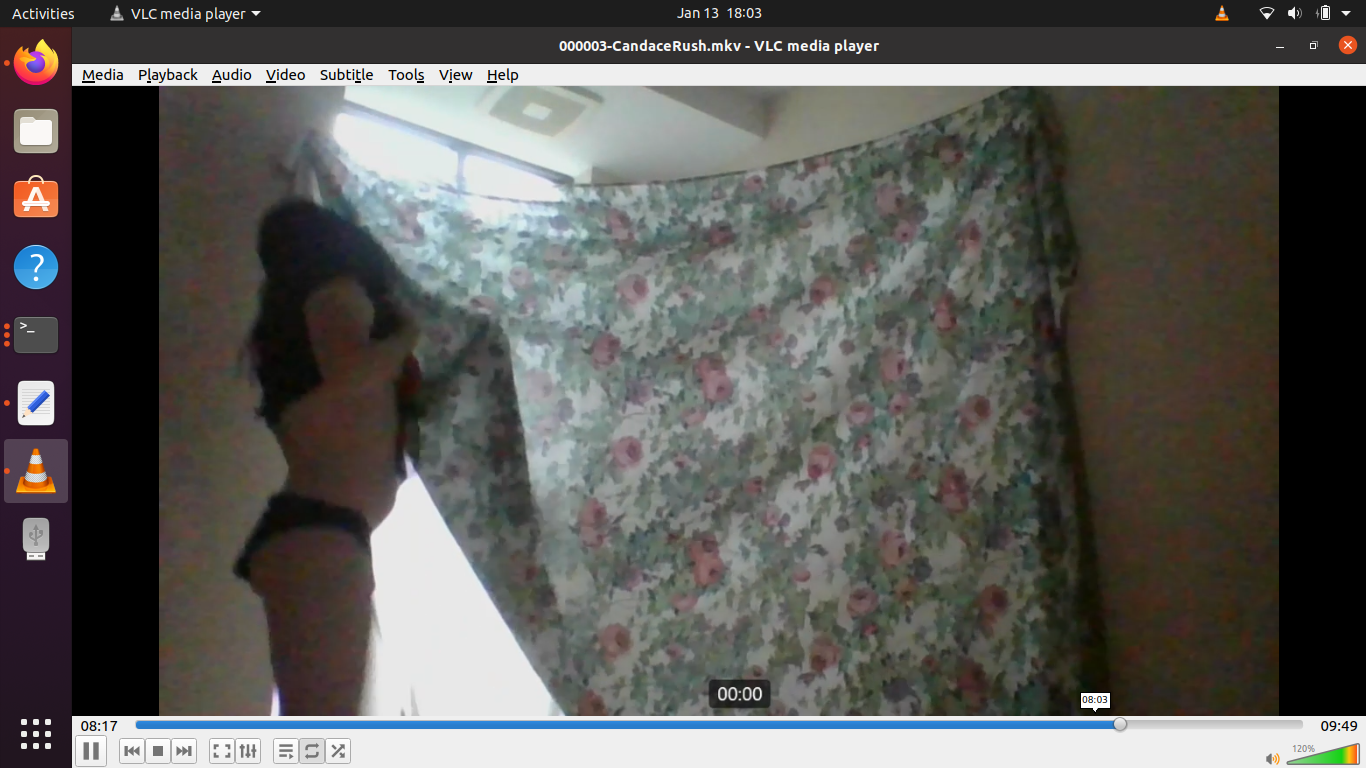 Activities VLC media player Jan 13 18:03
000003-CandaceRush.mkv - VLC media player
Media Playback Audio Video Subtitle Tools View Help
>_
?
00:00
08:03
08:17 09:49
120%